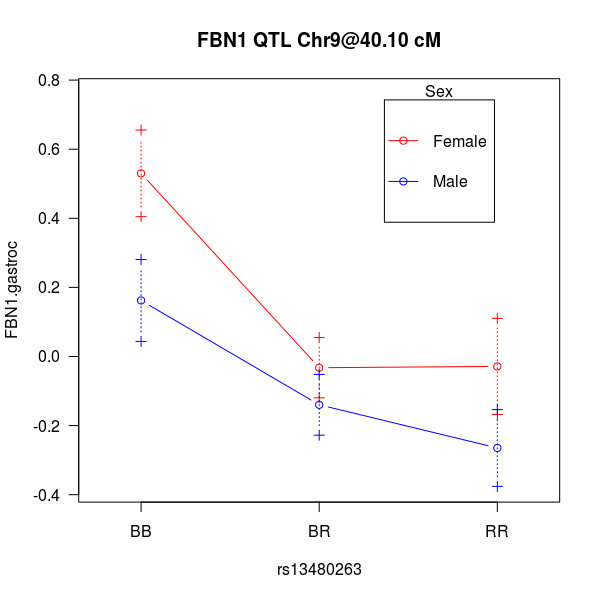 FBN1 QTL Chr9@40.10 cM
Sex
Female
Male
FBN1.gastroc
0.8
0.6
0.4
0.2
0.0
-0.2
-0.4
BB BR RR
rs13480263